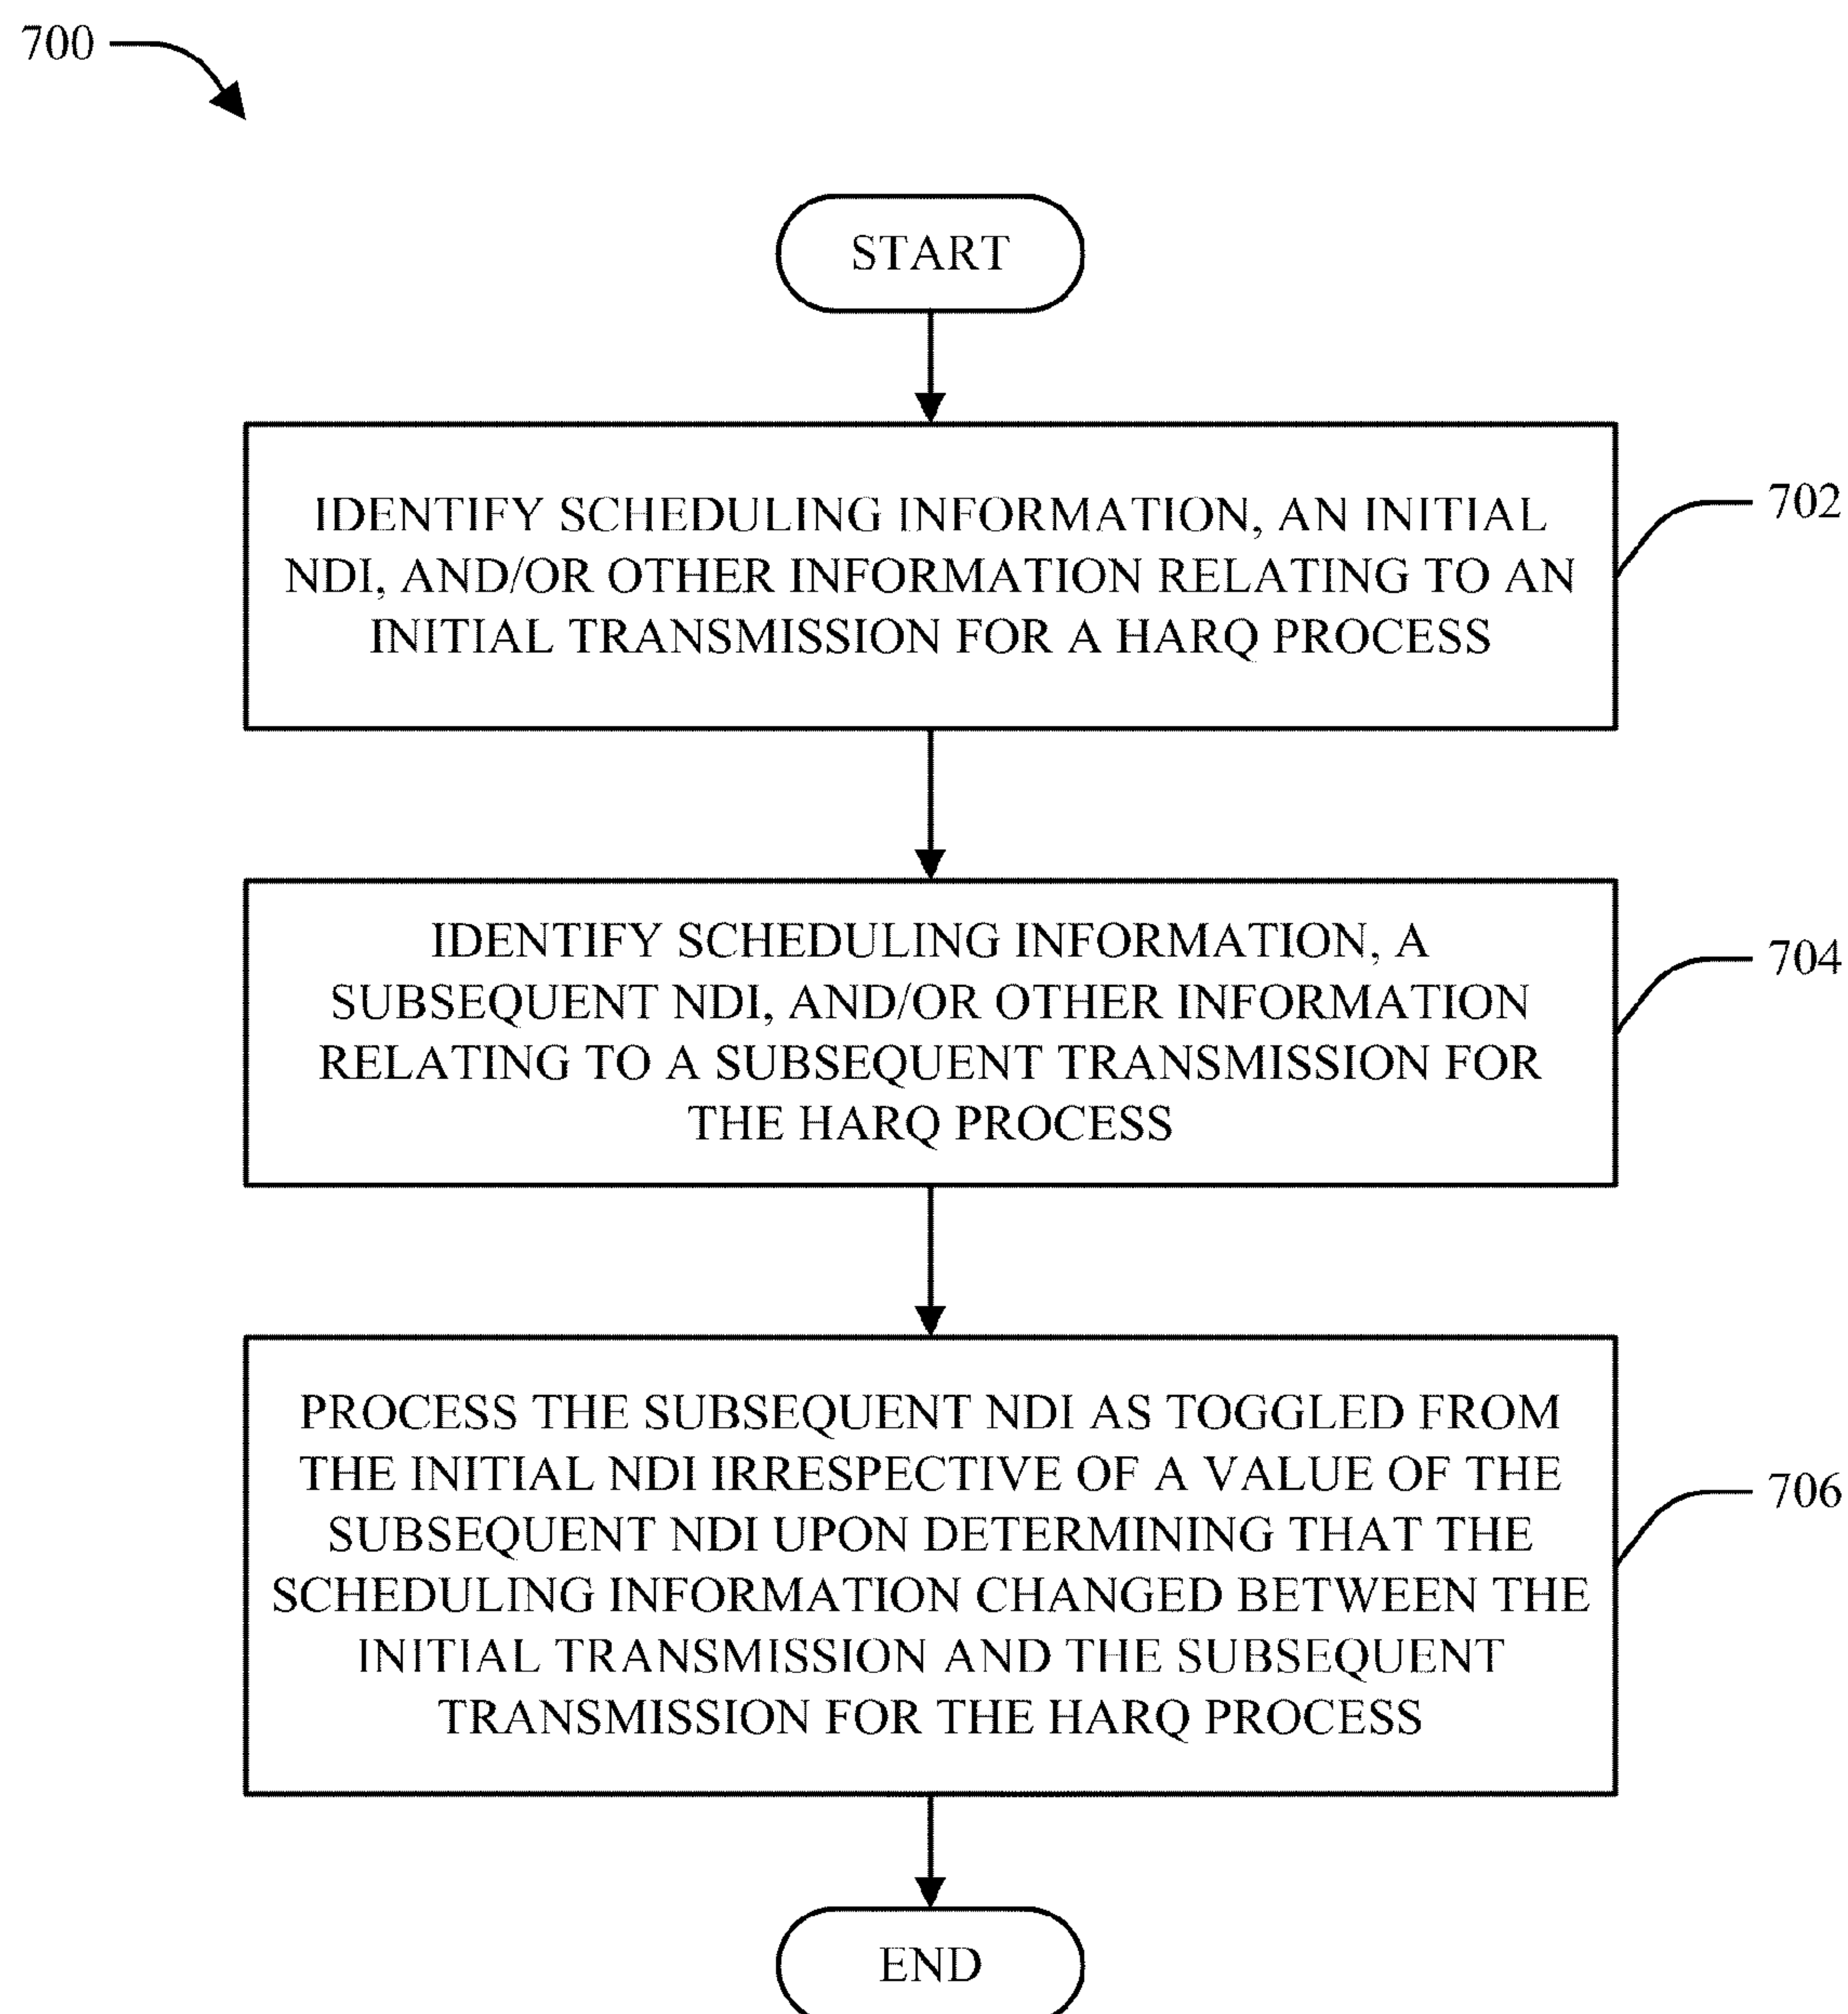 700
START
IDENTIFY SCHEDULING INFORMATION, AN INITIAL
NDI, AND/OR OTHER INFORMATION RELATING TO AN
INITIAL TRANSMISSION FOR A HARQ PROCESS
702
IDENTIFY SCHEDULING INFORMATION, A
SUBSEQUENT NDI, AND/OR OTHER INFORMATION
RELATING TO A SUBSEQUENT TRANSMISSION FOR
THE HARQ PROCESS
704
PROCESS THE SUBSEQUENT NDI AS TOGGLED FROM
THE INITIAL NDI IRRESPECTIVE OF A VALUE OF THE
SUBSEQUENT NDI UPON DETERMINING THAT THE
SCHEDULING INFORMATION CHANGED BETWEEN THE
INITIAL TRANSMISSION AND THE SUBSEQUENT
TRANSMISSION FOR THE HARQ PROCESS
706
END